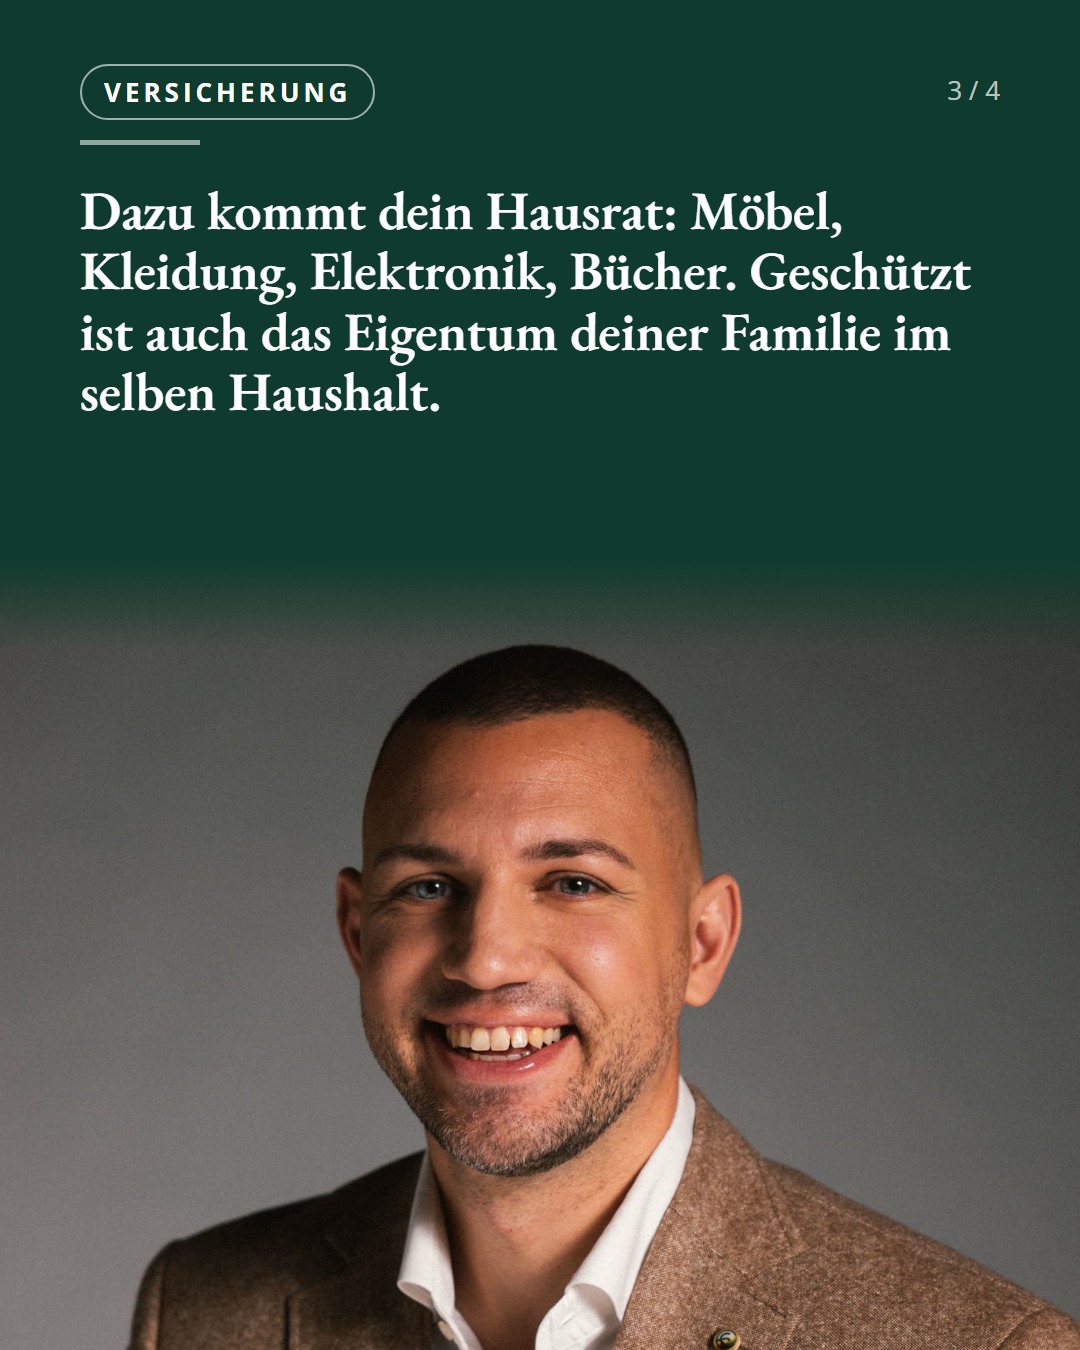 VERSICHERUNG
3 / 4
Dazu kommt dein Hausrat: Möbel,
Kleidung, Elektronik, Bücher. Geschützt
ist auch das Eigentum deiner Familie im
selben Haushalt.